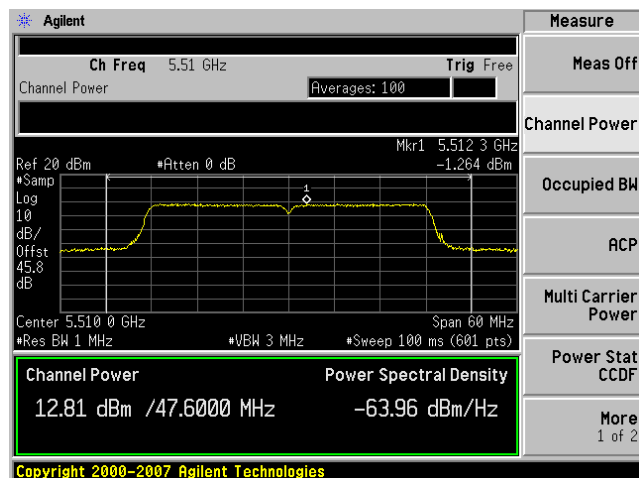 Agilent
Measure
Ch Freq 5.51 GHz Trig Free
Channel Power Averages: 100
Mkr1 5.512 3 GHz
Ref 20 dBm #Atten 0 dB -1.264 dBm
#Samp
Log
10
dB/
Offst
45.8
dB
1
Center 5.510 0 GHz Span 60 MHz
#Res BW 1 MHz #VBW 3 MHz #Sweep 100 ms (601 pts)
Channel Power Power Spectral Density
12.81 dBm /47.6000 MHz -63.96 dBm/Hz
Copyright 2000-2007 Agilent Technologies
Meas Off
Channel Power
Occupied BW
ACP
Multi Carrier
Power
Power Stat
CCDF
More
1 of 2